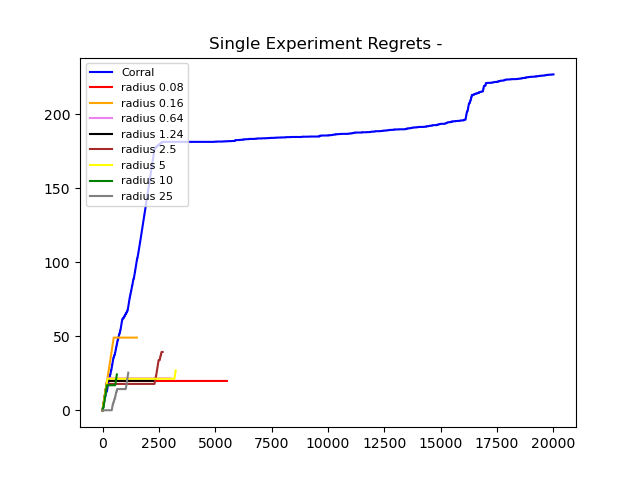 Single Experiment Regrets -
Corral
radius 0.08
radius 0.16
radius 0.64
radius 1.24
radius 2.5
radius 5
radius 10
radius 25
200
150
100
50
0
0 2500 5000 7500 10000 12500 15000 17500 20000